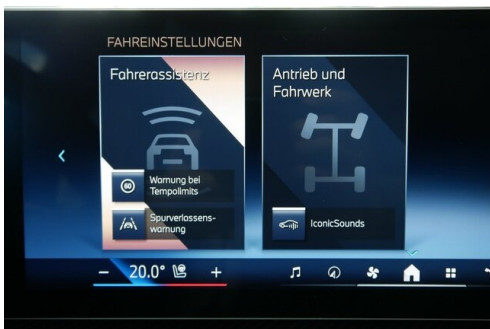 FAHREINSTELLUNGEN
Fahrerassistenz
Antrieb und
Fahrwerk
60
Warnung bei
Tempolimits
Spurverlassens-
warnung
IconicSounds
− 20.0° +